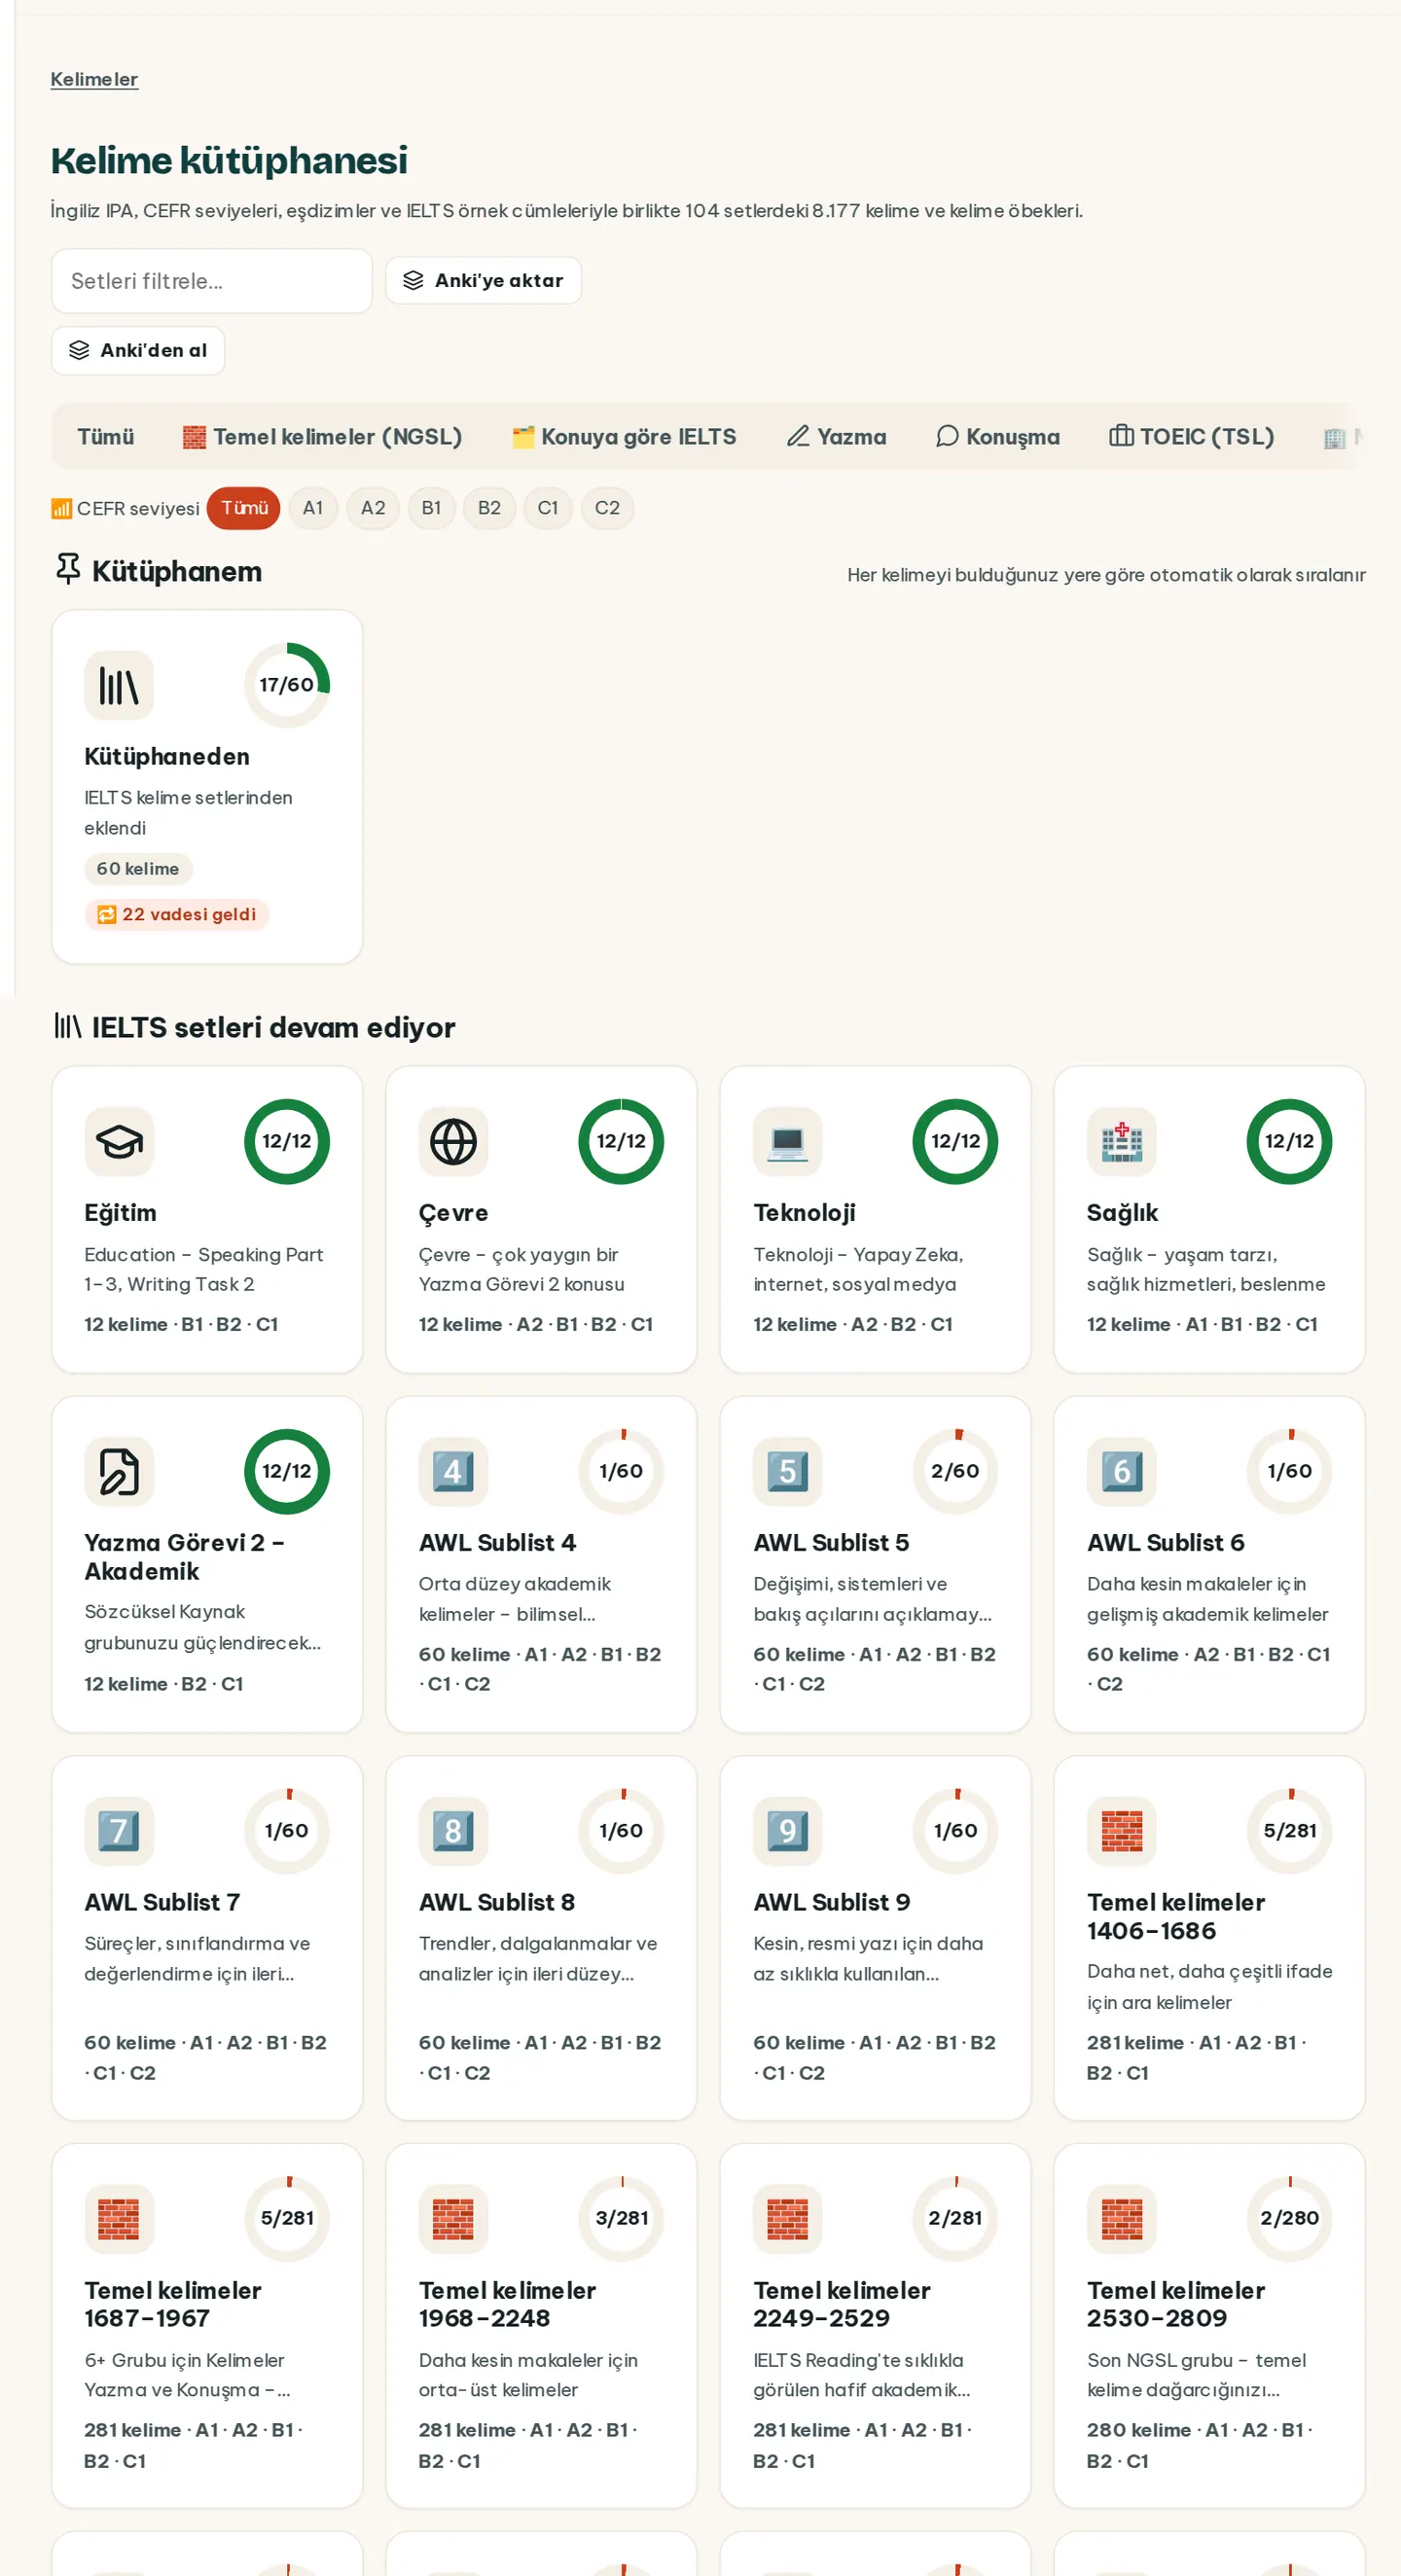 Kelimeler
Kelime kütüphanesi
İngiliz IPA, CEFR seviyeleri, eşdizimler ve IELTS örnek cümleleriyle birlikte 104 setlerdeki 8.177 kelime ve kelime öbekleri.
Setleri filtrele...
Anki'ye aktar
Anki'den al
Tümü
Temel kelimeler (NGSL)
Konuya göre IELTS
Yazma
Konuşma
TOEIC (TSL)
CEFR seviyesi Tümü A1 A2 B1 B2 C1 C2
Kütüphanem
Her kelimeyi bulduğunuz yere göre otomatik olarak sıralanır
17/60
Kütüphaneden
IELTS kelime setlerinden
eklendi
60 kelime
22 vadesi geldi
IELTS setleri devam ediyor
12/12
Eğitim
Education – Speaking Part
1–3, Writing Task 2
12 kelime · B1 · B2 · C1
12/12
Çevre
Çevre – çok yaygın bir
Yazma Görevi 2 konusu
12 kelime · A2 · B1 · B2 · C1
12/12
Teknoloji
Teknoloji – Yapay Zeka,
internet, sosyal medya
12 kelime · A2 · B2 · C1
12/12
Sağlık
Sağlık – yaşam tarzı,
sağlık hizmetleri, beslenme
12 kelime · A1 · B1 · B2 · C1
12/12
Yazma Görevi 2 –
Akademik
Sözcüksel Kaynak
grubunuzu güçlendirecek...
12 kelime · B2 · C1
4
1/60
AWL Sublist 4
Orta düzey akademik
kelimeler – bilimsel...
60 kelime · A1 · A2 · B1 · B2
· C1 · C2
5
2/60
AWL Sublist 5
Değişimi, sistemleri ve
bakış açılarını açıklamay...
60 kelime · A1 · A2 · B1 · B2
· C1 · C2
6
1/60
AWL Sublist 6
Daha kesin makaleler için
gelişmiş akademik kelimeler
60 kelime · A2 · B1 · B2 · C1
· C2
7
1/60
AWL Sublist 7
Süreçler, sınıflandırma ve
değerlendirme için ileri...
60 kelime · A1 · A2 · B1 · B2
· C1 · C2
8
1/60
AWL Sublist 8
Trendler, dalgalanmalar ve
analizler için ileri düzey...
60 kelime · A1 · A2 · B1 · B2
· C1 · C2
9
1/60
AWL Sublist 9
Kesin, resmi yazı için daha
az sıklıkla kullanılan...
60 kelime · A1 · A2 · B1 · B2
· C1 · C2
5/281
Temel kelimeler
1406–1686
Daha net, daha çeşitli ifade
için ara kelimeler
281 kelime · A1 · A2 · B1 ·
B2 · C1
5/281
Temel kelimeler
1687–1967
6+ Grubu için Kelimeler
Yazma ve Konuşma –...
281 kelime · A1 · A2 · B1 ·
B2 · C1
3/281
Temel kelimeler
1968–2248
Daha kesin makaleler için
orta-üst kelimeler
281 kelime · A1 · A2 · B1 ·
B2 · C1
2/281
Temel kelimeler
2249–2529
IELTS Reading'te sıklıkla
görülen hafif akademik...
281 kelime · A1 · A2 · B1 ·
B2 · C1
2/280
Temel kelimeler
2530–2809
Son NGSL grubu – temel
kelime dağarcığınızı...
280 kelime · A1 · A2 · B1 ·
B2 · C1